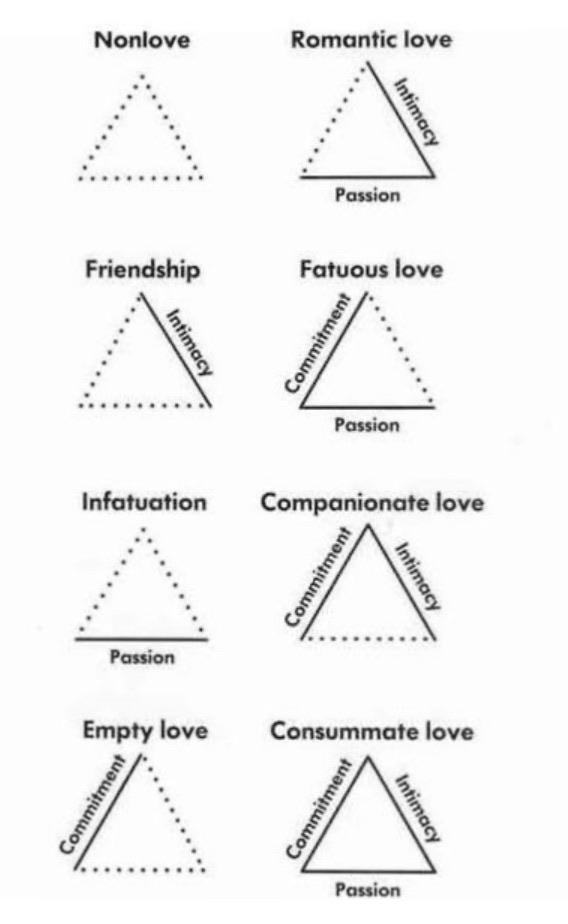 Nonlove
Romantic love
Intimacy
Passion
Friendship
Intimacy
Fatuous love
Commitment
Passion
Infatuation
Passion
Companionate love
Commitment
Intimacy
Empty love
Commitment
Consummate love
Commitment
Intimacy
Passion